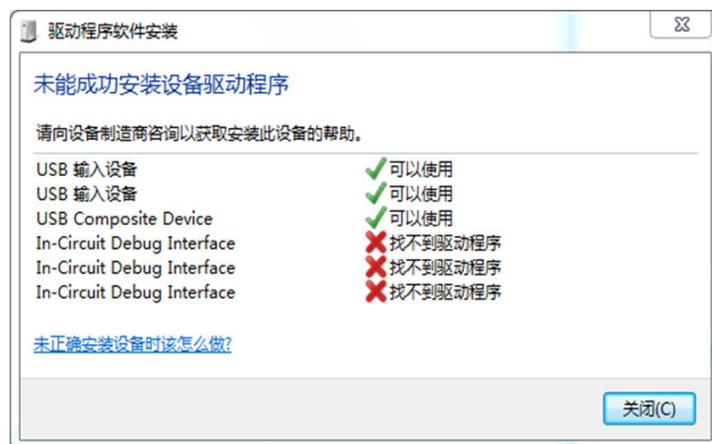 驱动程序软件安装
未能成功安装设备驱动程序
请向设备制造商咨询以获取安装此设备的帮助。
USB 输入设备 可以使用
USB 输入设备 可以使用
USB Composite Device 可以使用
In-Circuit Debug Interface 找不到驱动程序
In-Circuit Debug Interface 找不到驱动程序
In-Circuit Debug Interface 找不到驱动程序
未正确安装设备时该怎么做?
关闭(C)